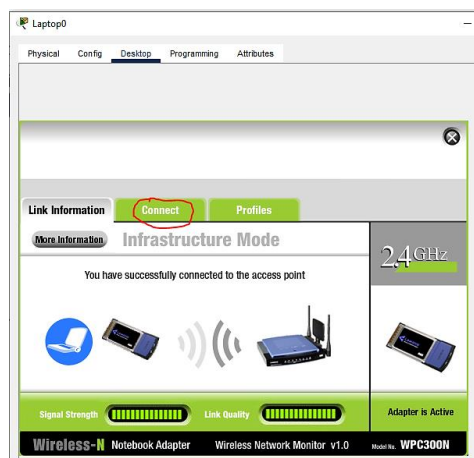 Laptop0
Physical Config Desktop Programming Attributes
Link Information Connect Profiles
More Information Infrastructure Mode
2.4GHz
You have successfully connected to the access point
Signal Strength Link Quality Adapter is Active
Wireless-N Notebook Adapter Wireless Network Monitor v1.0 Model No. WPC300N